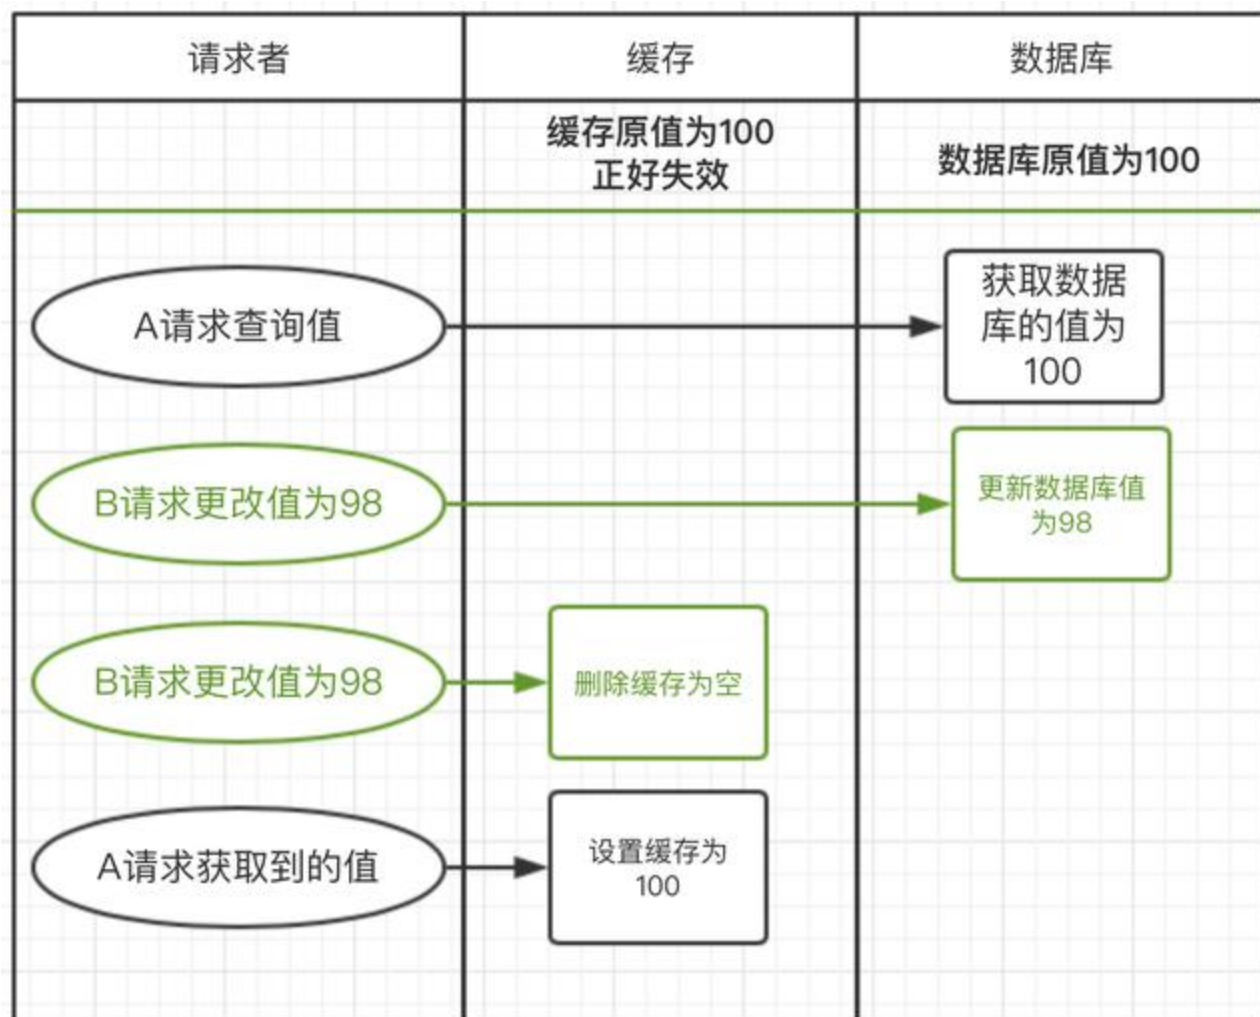 请求者
缓存
数据库
缓存原值为100
正好失效
数据库原值为100
A请求查询值
获取数据
库的值为
100
B请求更改值为98
更新数据库值
为98
B请求更改值为98
删除缓存为空
A请求获取到的值
设置缓存为
100